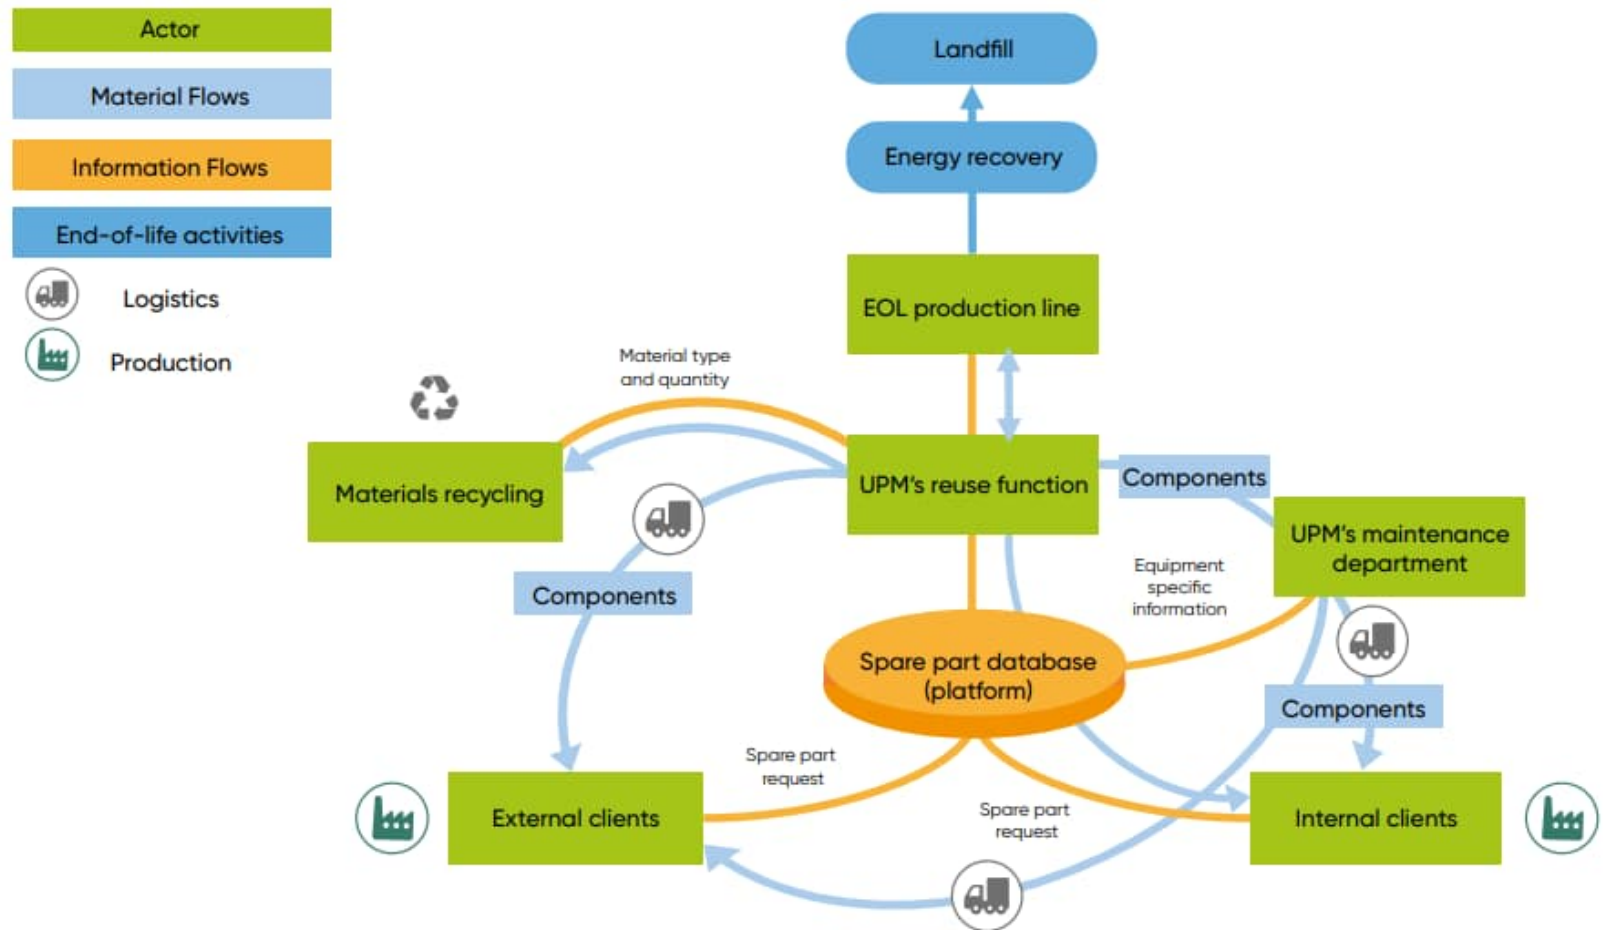 Actor
Material Flows
Information Flows
End-of-life activities
Logistics
Production
Landfill
Energy recovery
EOL production line
Material type
and quantity
Materials recycling
UPM's reuse function
Components
UPM's maintenance
department
Components
Equipment
specific
information
Spare part database
(platform)
Components
Spare part
request
Spare part
request
External clients
Internal clients